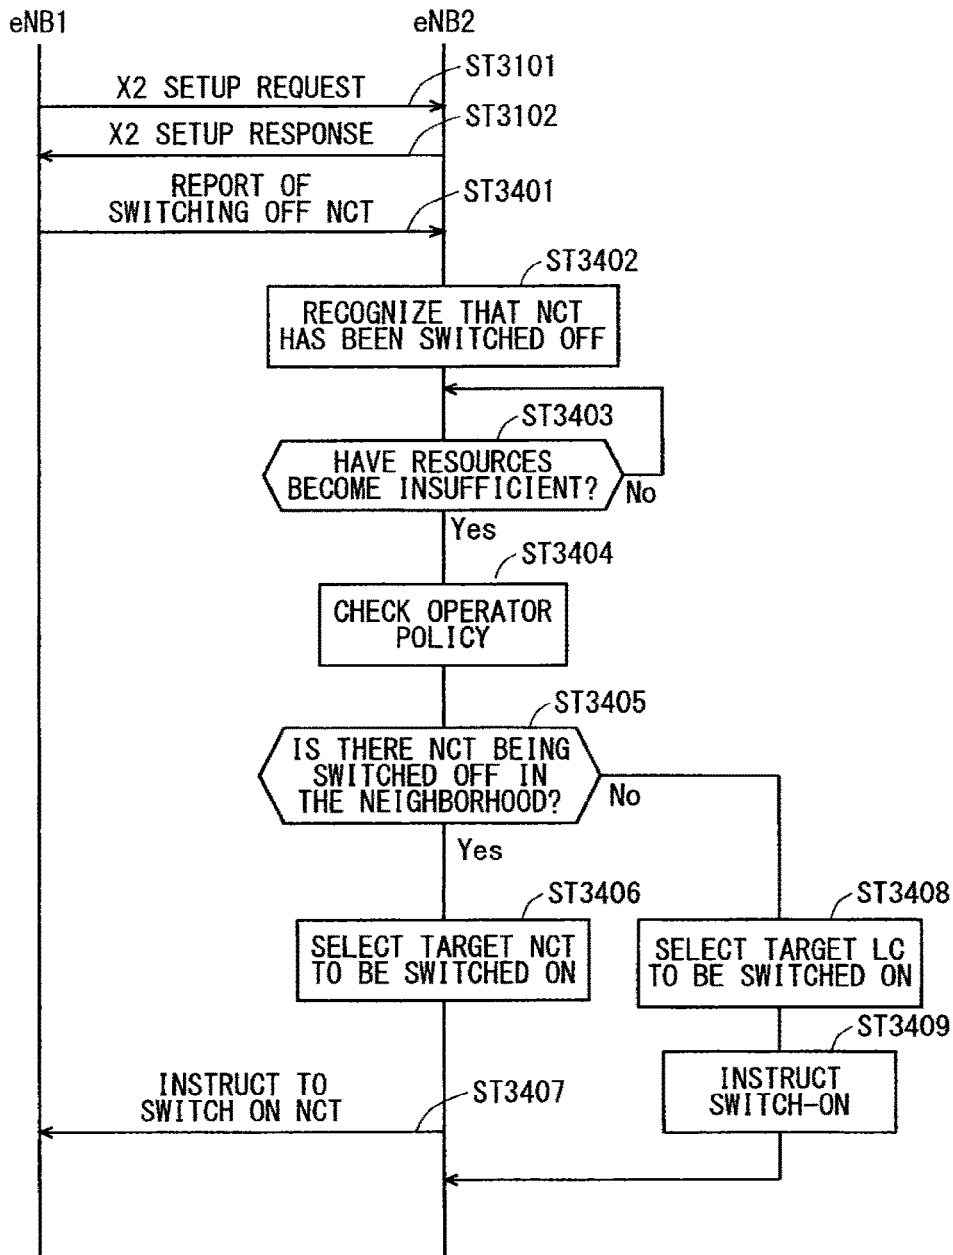 eNB1
eNB2
ST3101
X2 SETUP REQUEST
ST3102
X2 SETUP RESPONSE
REPORT OF
SWITCHING OFF NCT
ST3401
ST3402
RECOGNIZE THAT NCT
HAS BEEN SWITCHED OFF
ST3403
HAVE RESOURCES
BECOME INSUFFICIENT?
No
Yes
ST3404
CHECK OPERATOR
POLICY
ST3405
IS THERE NCT BEING
SWITCHED OFF IN
THE NEIGHBORHOOD?
No
Yes
ST3406
SELECT TARGET NCT
TO BE SWITCHED ON
ST3408
SELECT TARGET LC
TO BE SWITCHED ON
ST3409
INSTRUCT
SWITCH-ON
INSTRUCT TO
SWITCH ON NCT
ST3407